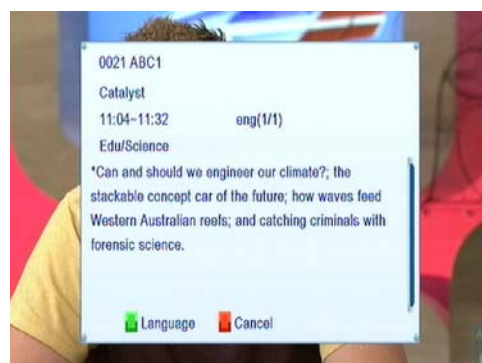 0021 ABC1
Catalyst
11:04~11:32 eng(1/1)
Edu/Science
"Can and should we engineer our climate?; the
stackable concept car of the future; how waves feed
Western Australian reefs; and catching criminals with
forensic science.
Language Cancel